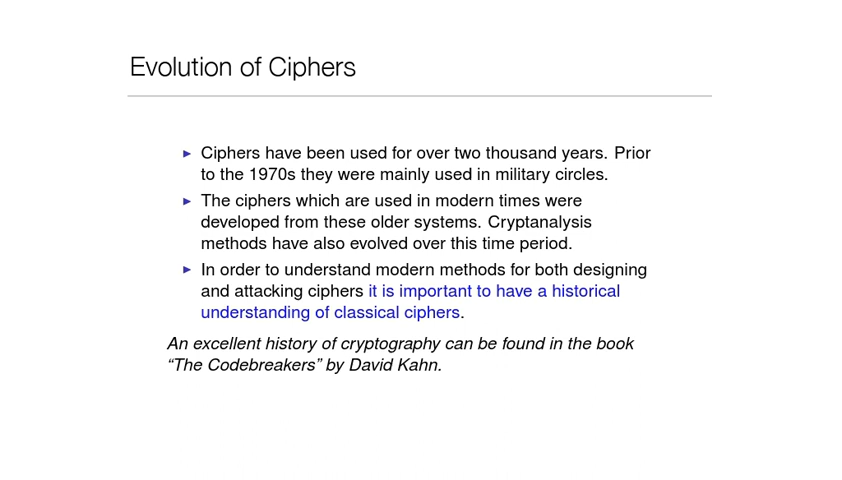 Evolution of Ciphers
▶ Ciphers have been used for over two thousand years. Prior
to the 1970s they were mainly used in military circles.
▶ The ciphers which are used in modern times were
developed from these older systems. Cryptanalysis
methods have also evolved over this time period.
▶ In order to understand modern methods for both designing
and attacking ciphers it is important to have a historical
understanding of classical ciphers.
An excellent history of cryptography can be found in the book
“The Codebreakers” by David Kahn.